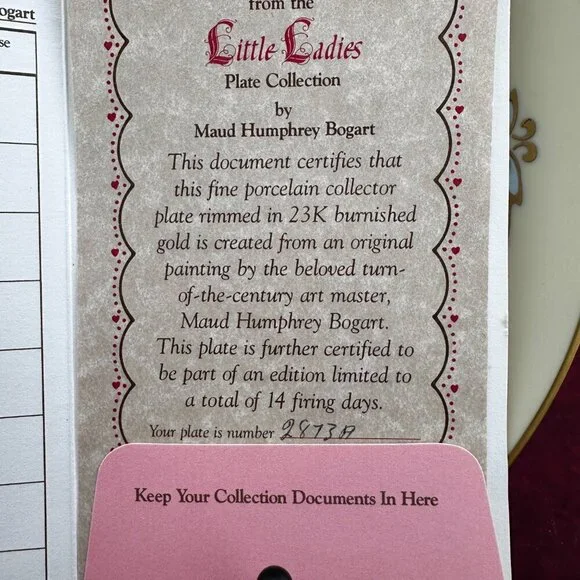 ogart
se
from the
Little Ladies
Plate Collection
by
Maud Humphrey Bogart
This document certifies that
this fine porcelain collector
plate rimmed in 23K burnished
gold is created from an original
painting by the beloved turn-
of-the-century art master,
Maud Humphrey Bogart.
This plate is further certified to
be part of an edition limited to
a total of 14 firing days.
Your plate is number 2873A
Keep Your Collection Documents In Here